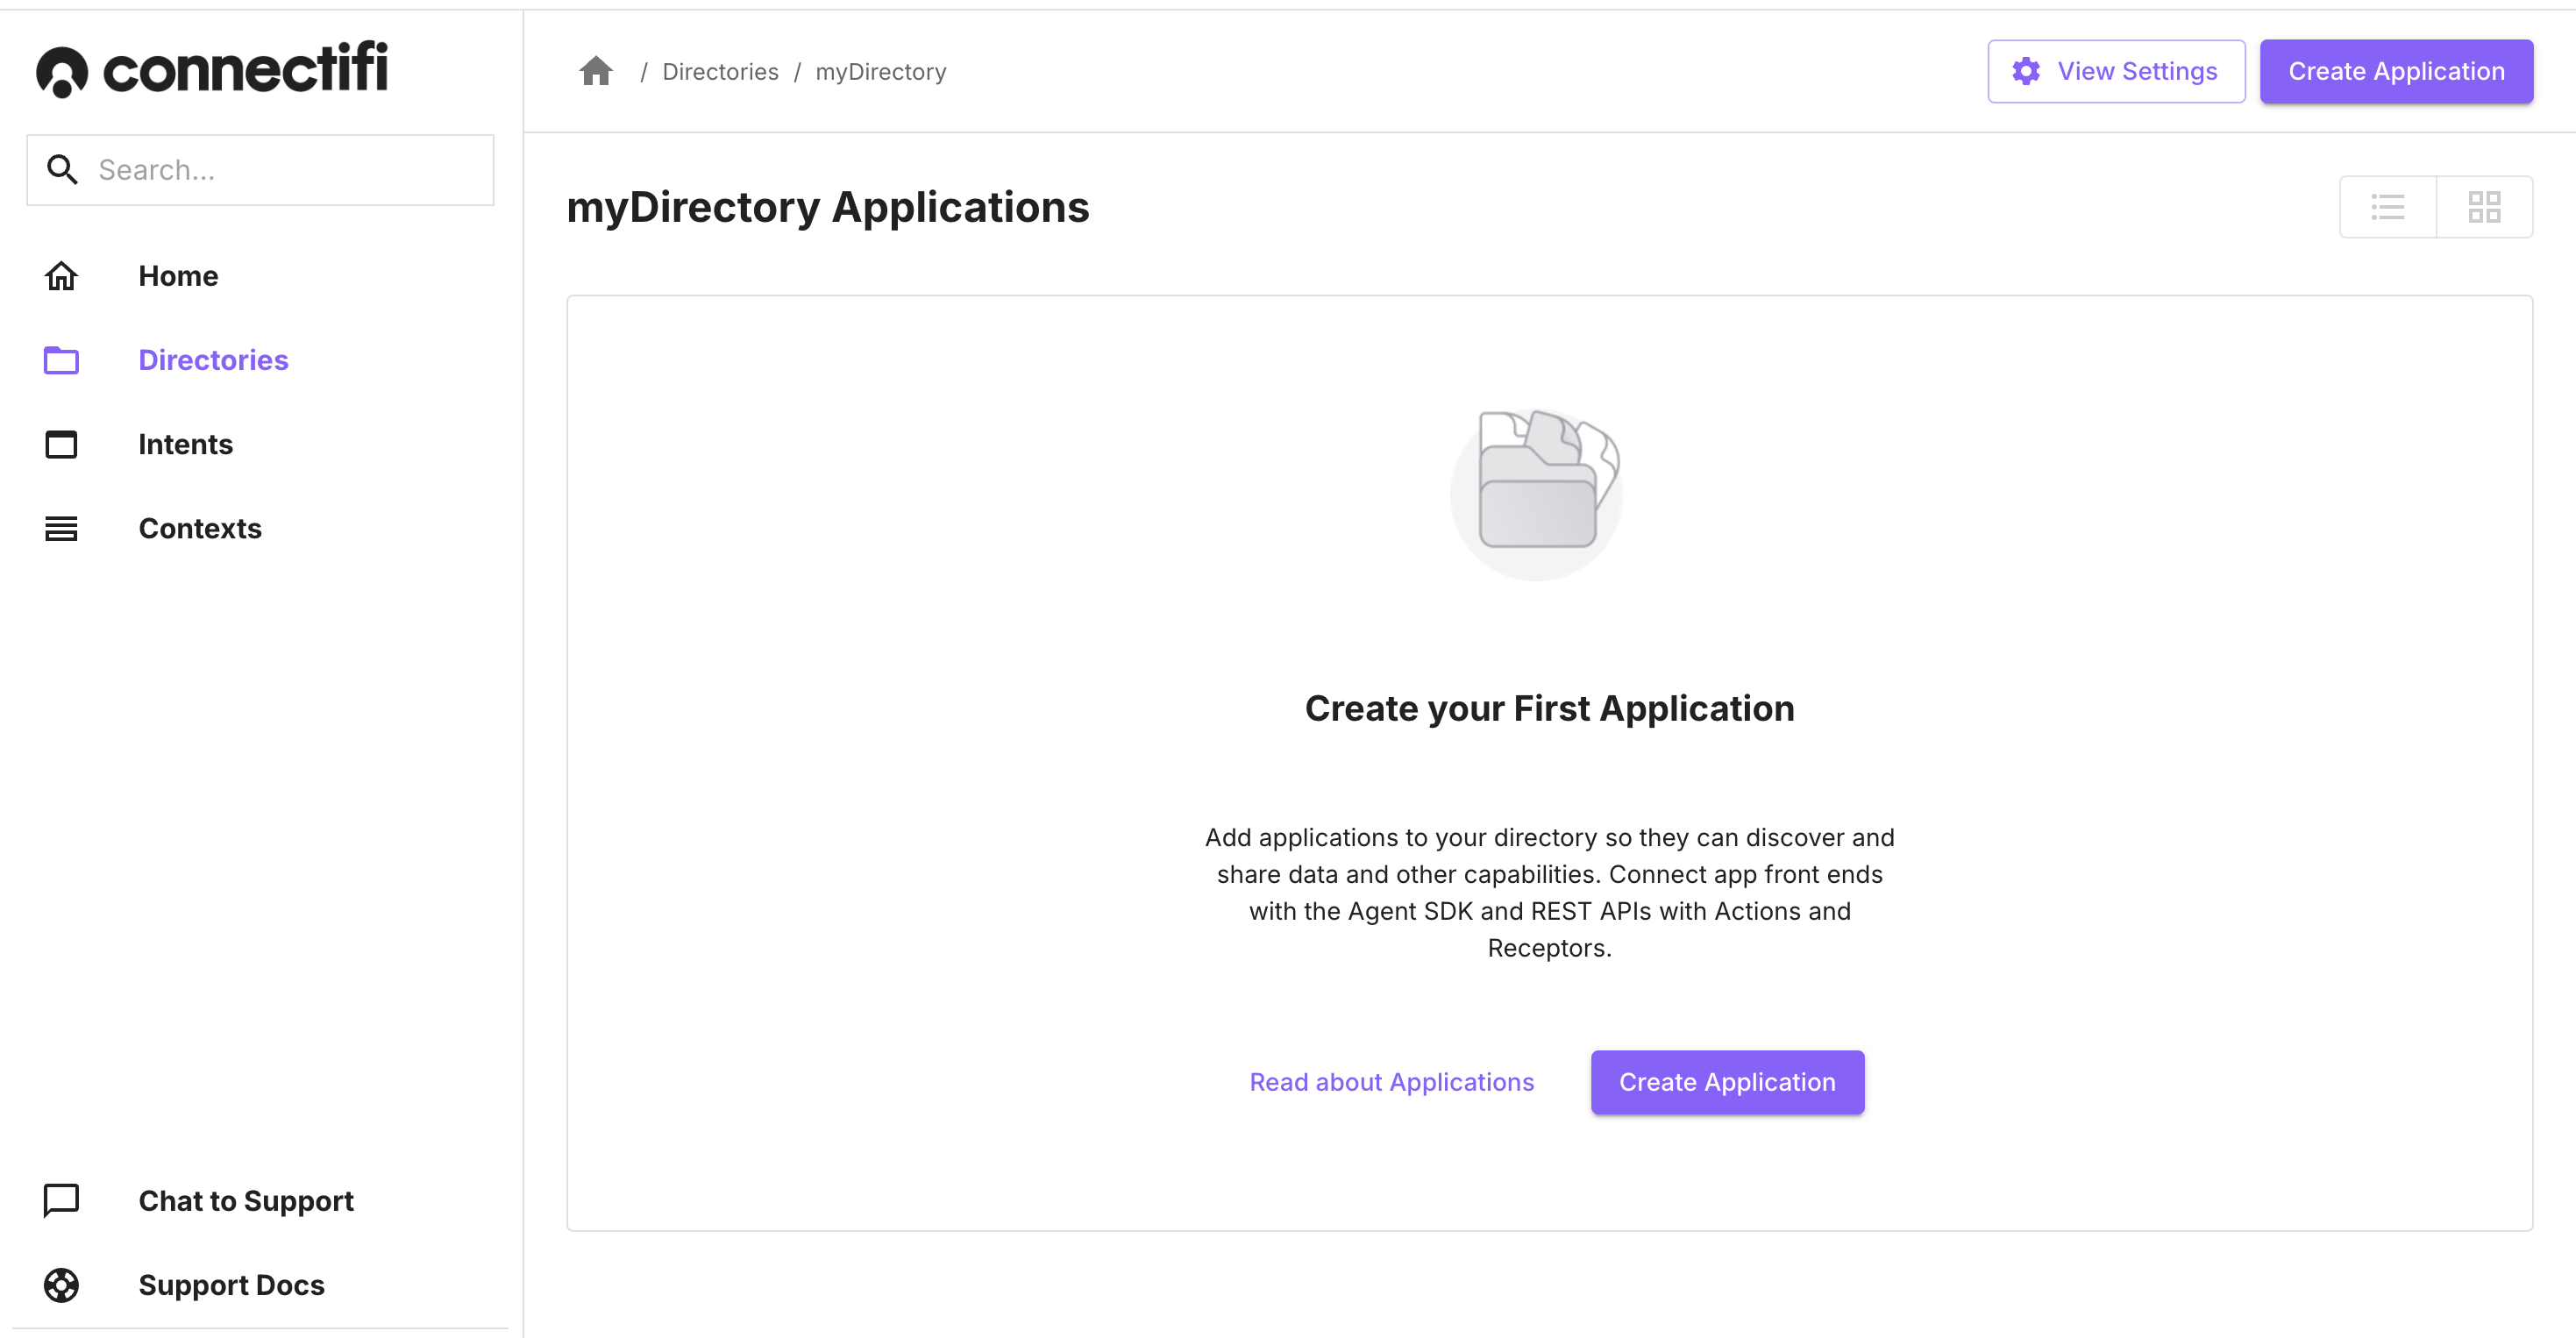 connectifi
Search...
Home
Directories
Intents
Contexts
Chat to Support
Support Docs
/ Directories / myDirectory
View Settings
Create Application
myDirectory Applications
Create your First Application
Add applications to your directory so they can discover and
share data and other capabilities. Connect app front ends
with the Agent SDK and REST APIs with Actions and
Receptors.
Read about Applications
Create Application